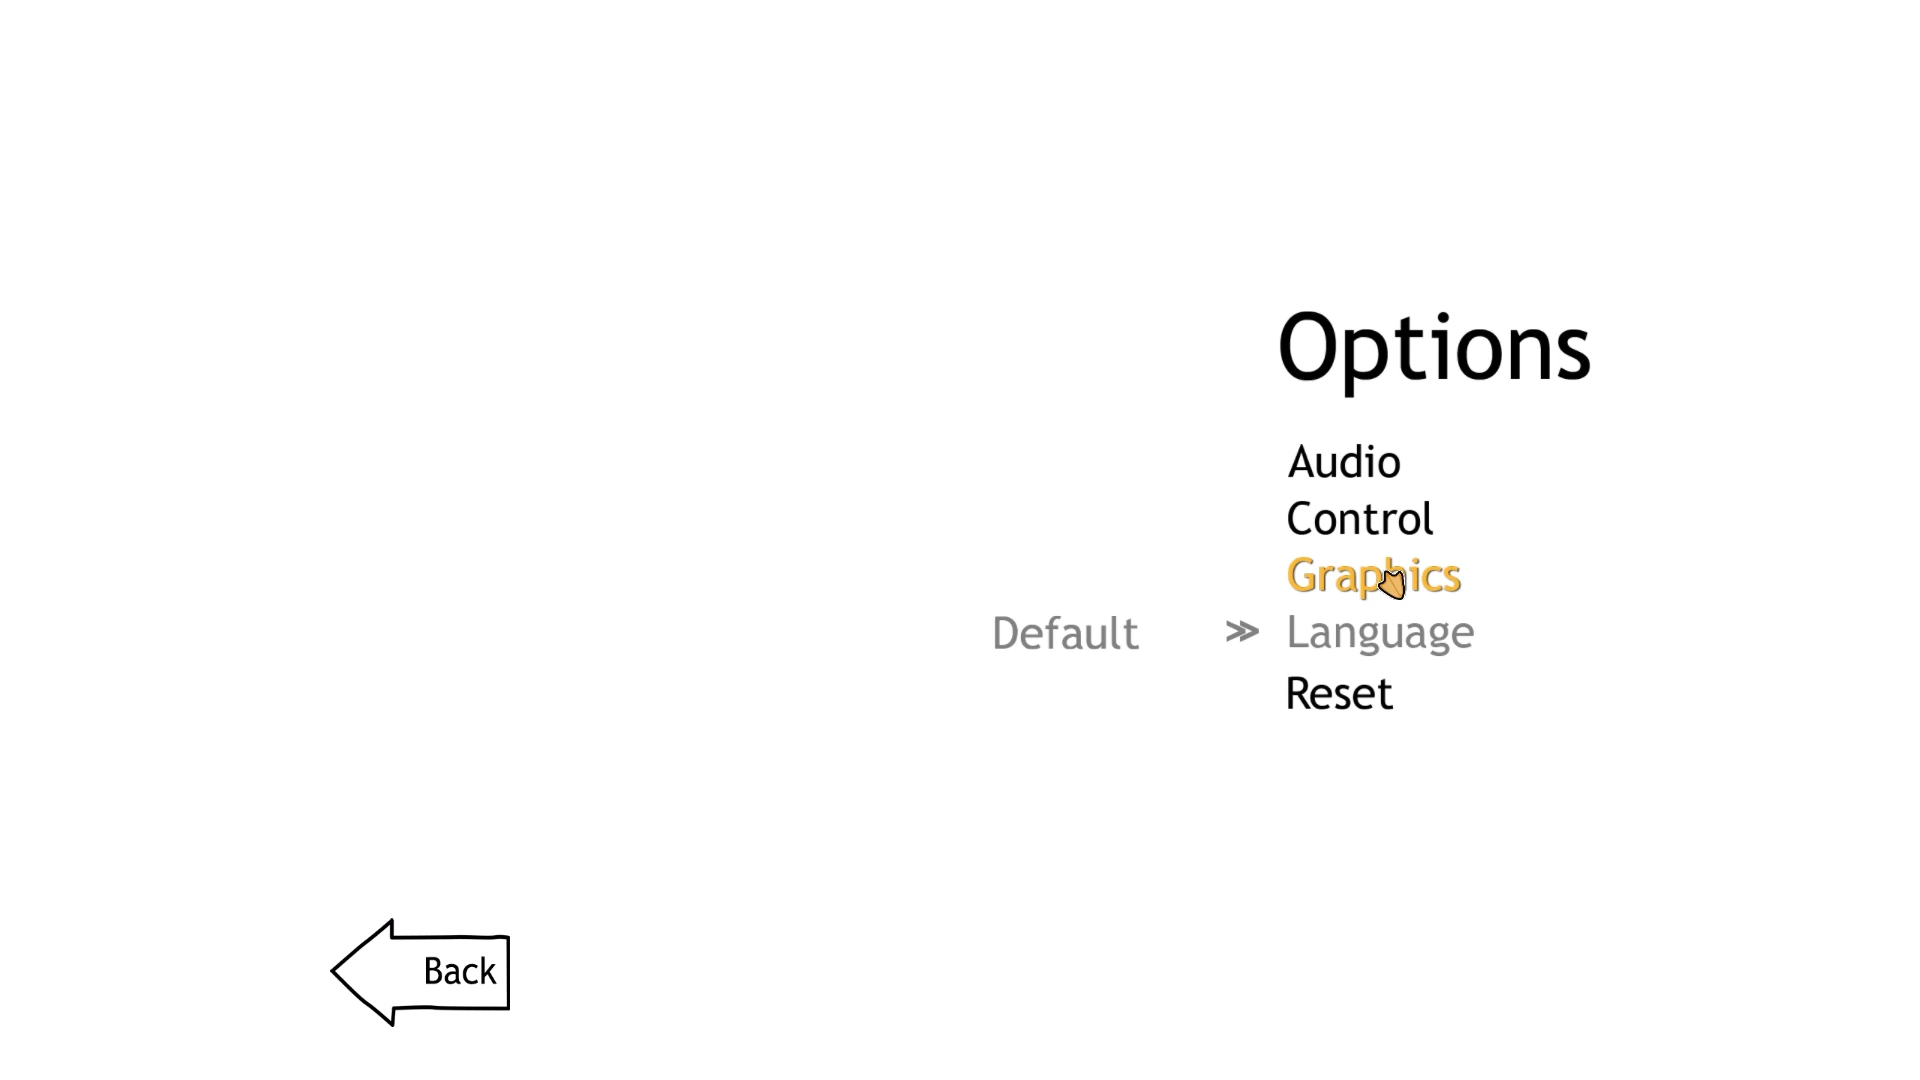 Options
Audio
Control
Graphics
Default >> Language
Reset
Back